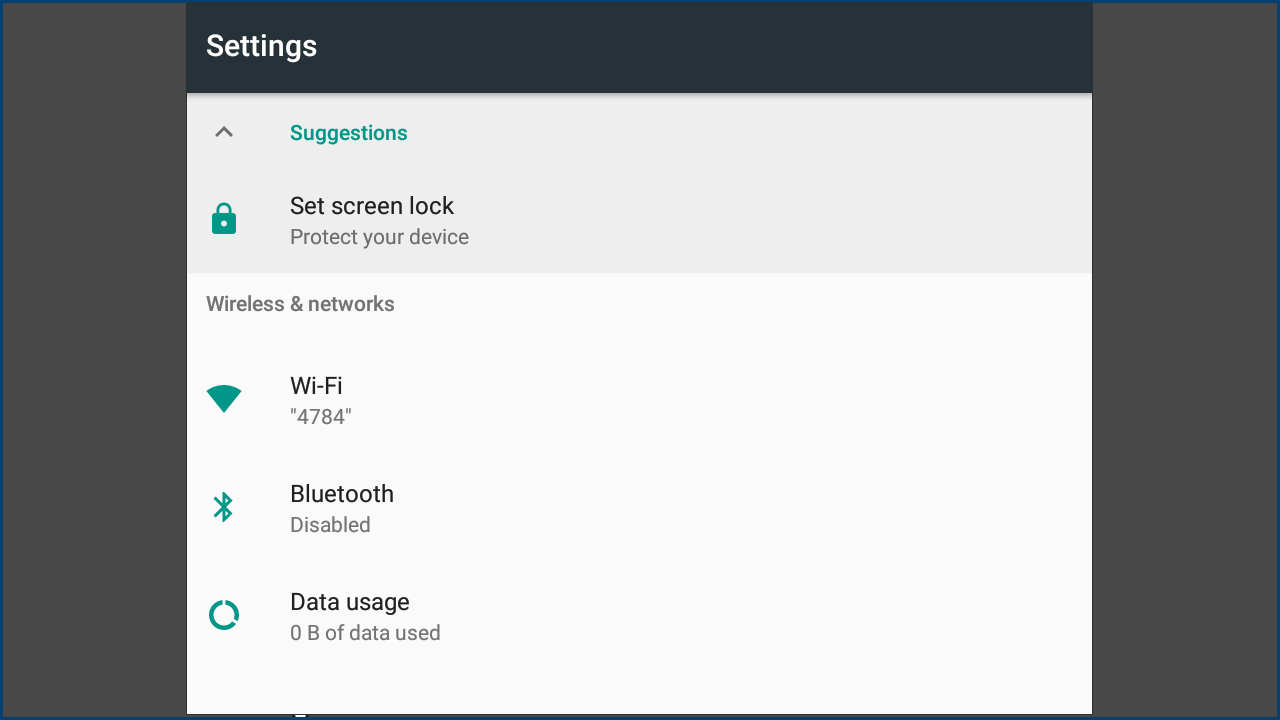 Settings
Suggestions
Set screen lock
Protect your device
Wireless & networks
Wi-Fi
"4784"
Bluetooth
Disabled
Data usage
0 B of data used